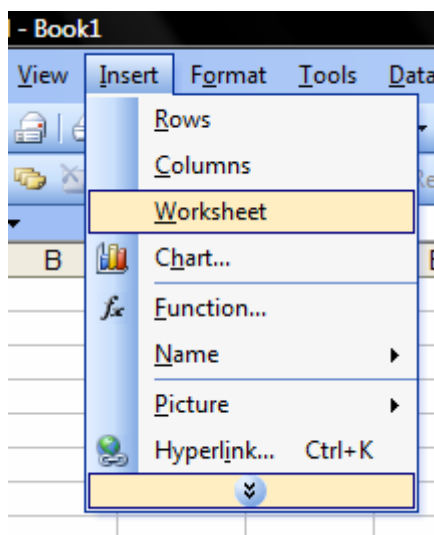 - Book1
View Insert Format Tools Data
Rows
Columns
Worksheet
B
Chart...
Function...
Name
Picture
Hyperlink... Ctrl+K